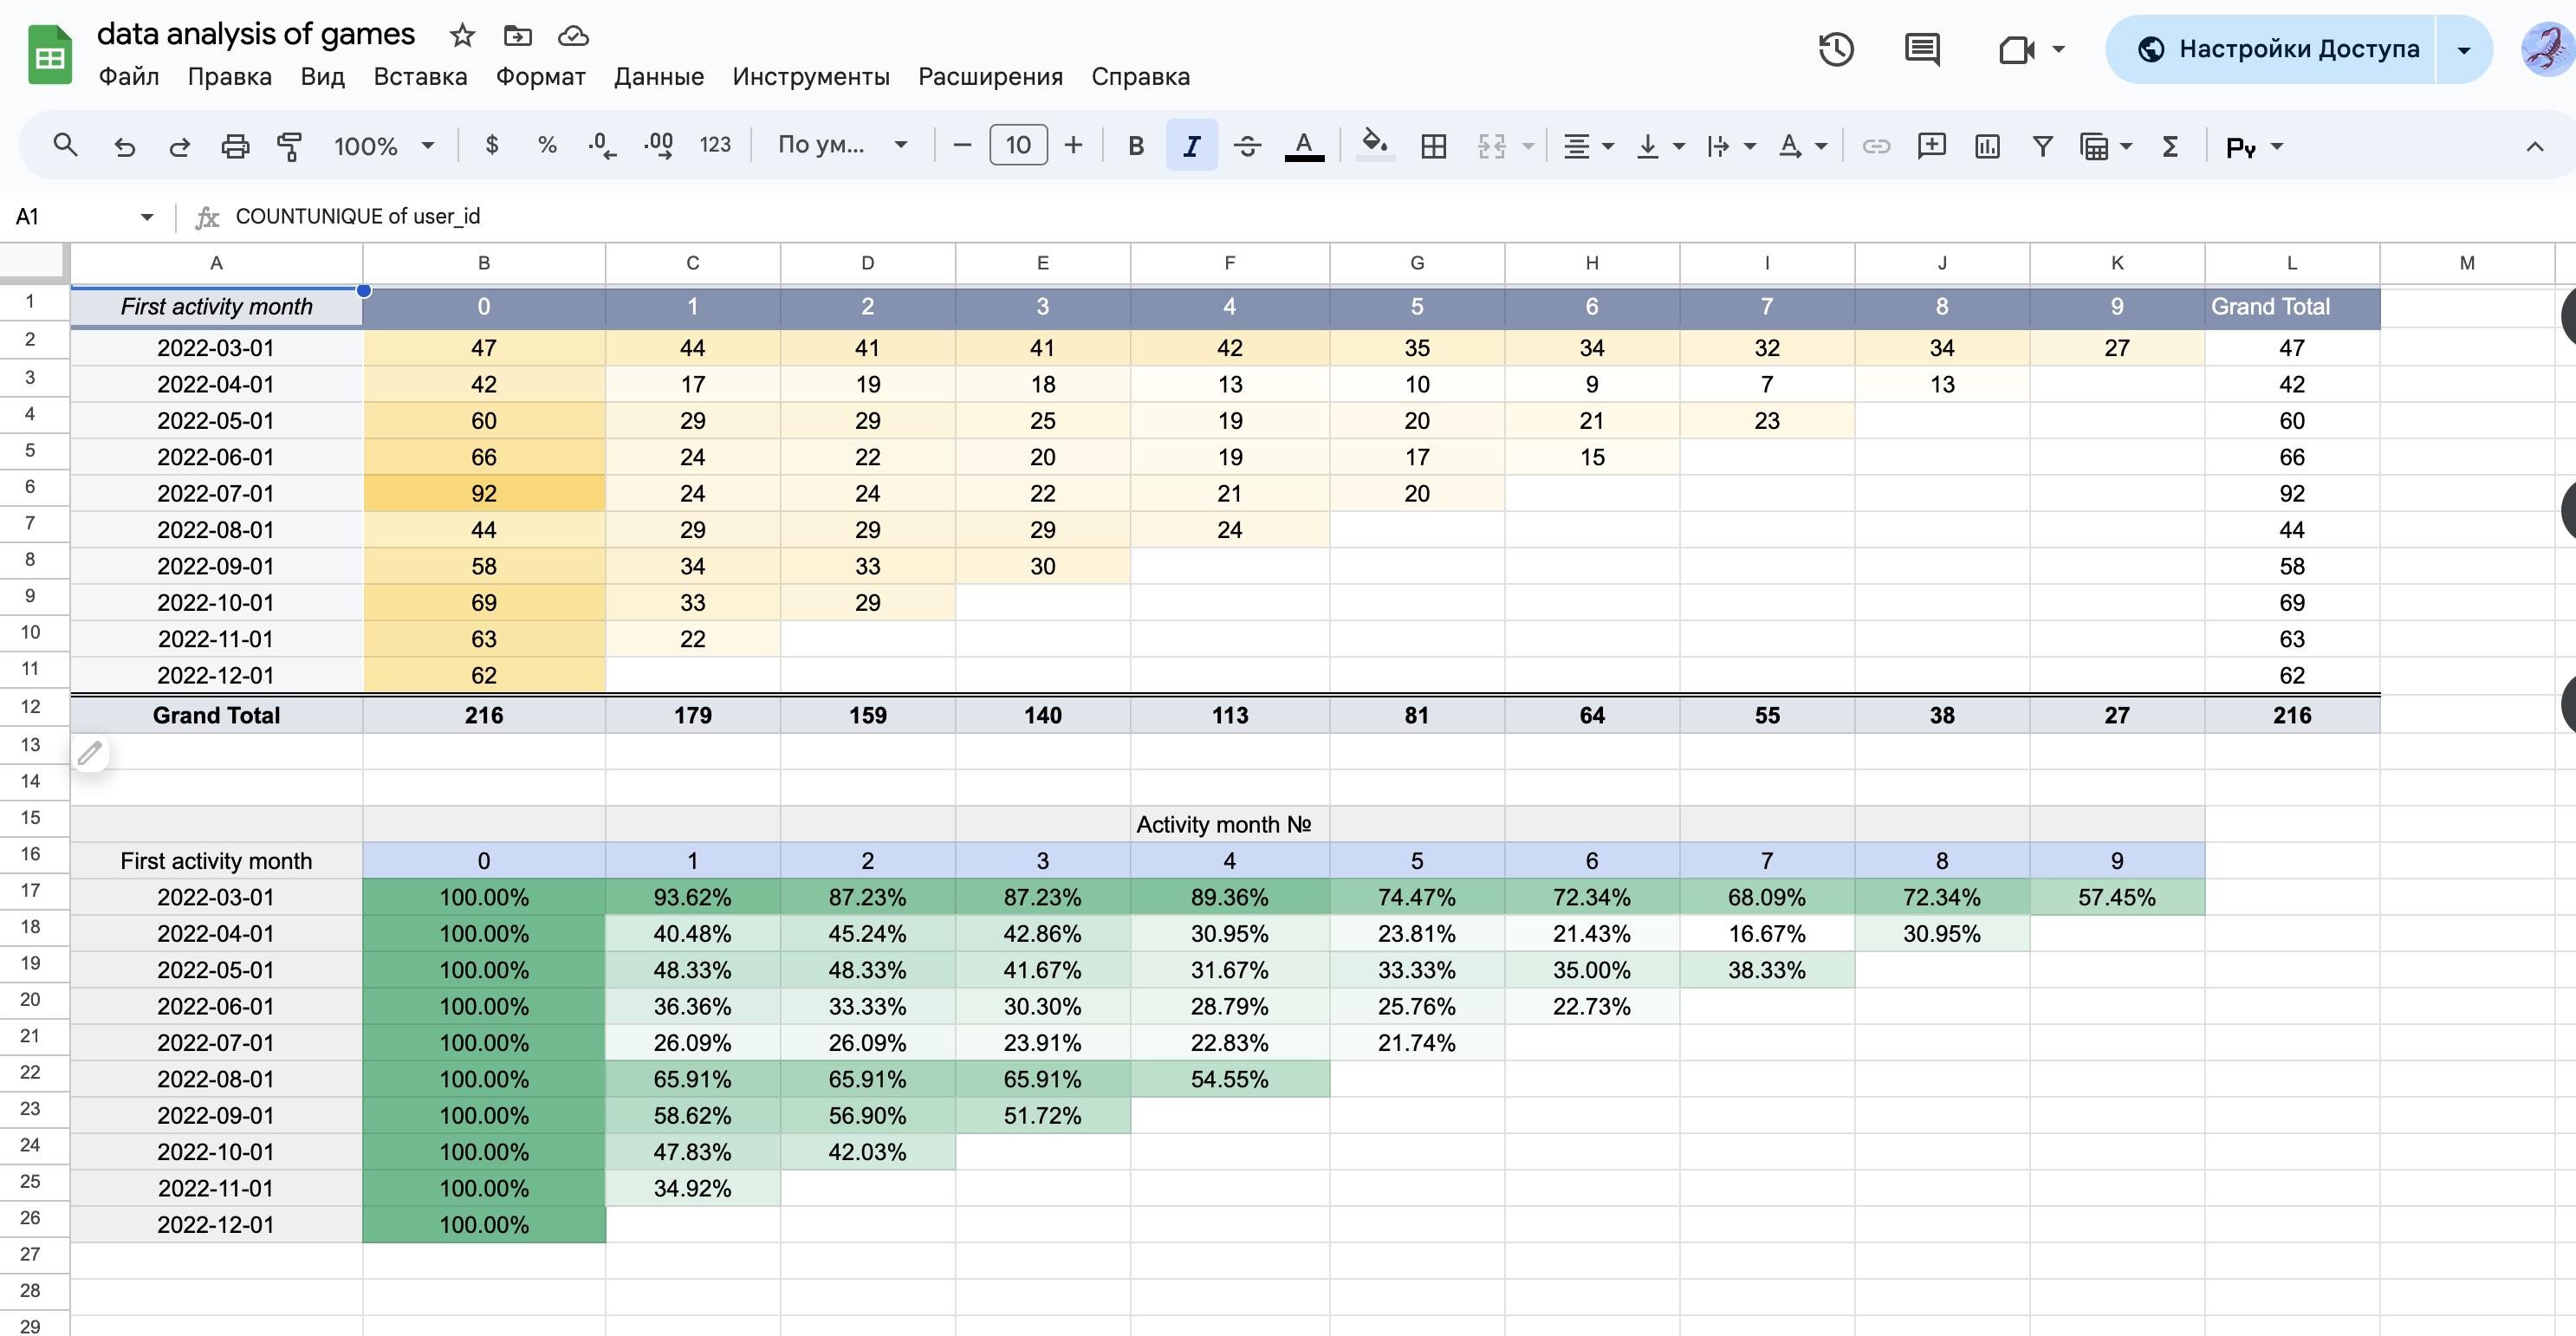 data analysis of games
Файл Правка Вид Вставка Формат Данные Инструменты Расширения Справка
Настройки Доступа
100% $ % .0 .00 123 По ум... 10 B I A
A1 fx COUNTUNIQUE of user_id
A B C D E F G H I J K L M
1 First activity month 0 1 2 3 4 5 6 7 8 9 Grand Total
2 2022-03-01 47 44 41 41 42 35 34 32 34 27 47
3 2022-04-01 42 17 19 18 13 10 9 7 13 42
4 2022-05-01 60 29 29 25 19 20 21 23 60
5 2022-06-01 66 24 22 20 19 17 15 66
6 2022-07-01 92 24 24 22 21 20 92
7 2022-08-01 44 29 29 29 24 44
8 2022-09-01 58 34 33 30 58
9 2022-10-01 69 33 29 69
10 2022-11-01 63 22 63
11 2022-12-01 62 62
12 Grand Total 216 179 159 140 113 81 64 55 38 27 216
13
14
15 Activity month №
16 First activity month 0 1 2 3 4 5 6 7 8 9
17 2022-03-01 100.00% 93.62% 87.23% 87.23% 89.36% 74.47% 72.34% 68.09% 72.34% 57.45%
18 2022-04-01 100.00% 40.48% 45.24% 42.86% 30.95% 23.81% 21.43% 16.67% 30.95%
19 2022-05-01 100.00% 48.33% 48.33% 41.67% 31.67% 33.33% 35.00% 38.33%
20 2022-06-01 100.00% 36.36% 33.33% 30.30% 28.79% 25.76% 22.73%
21 2022-07-01 100.00% 26.09% 26.09% 23.91% 22.83% 21.74%
22 2022-08-01 100.00% 65.91% 65.91% 65.91% 54.55%
23 2022-09-01 100.00% 58.62% 56.90% 51.72%
24 2022-10-01 100.00% 47.83% 42.03%
25 2022-11-01 100.00% 34.92%
26 2022-12-01 100.00%
27
28
29